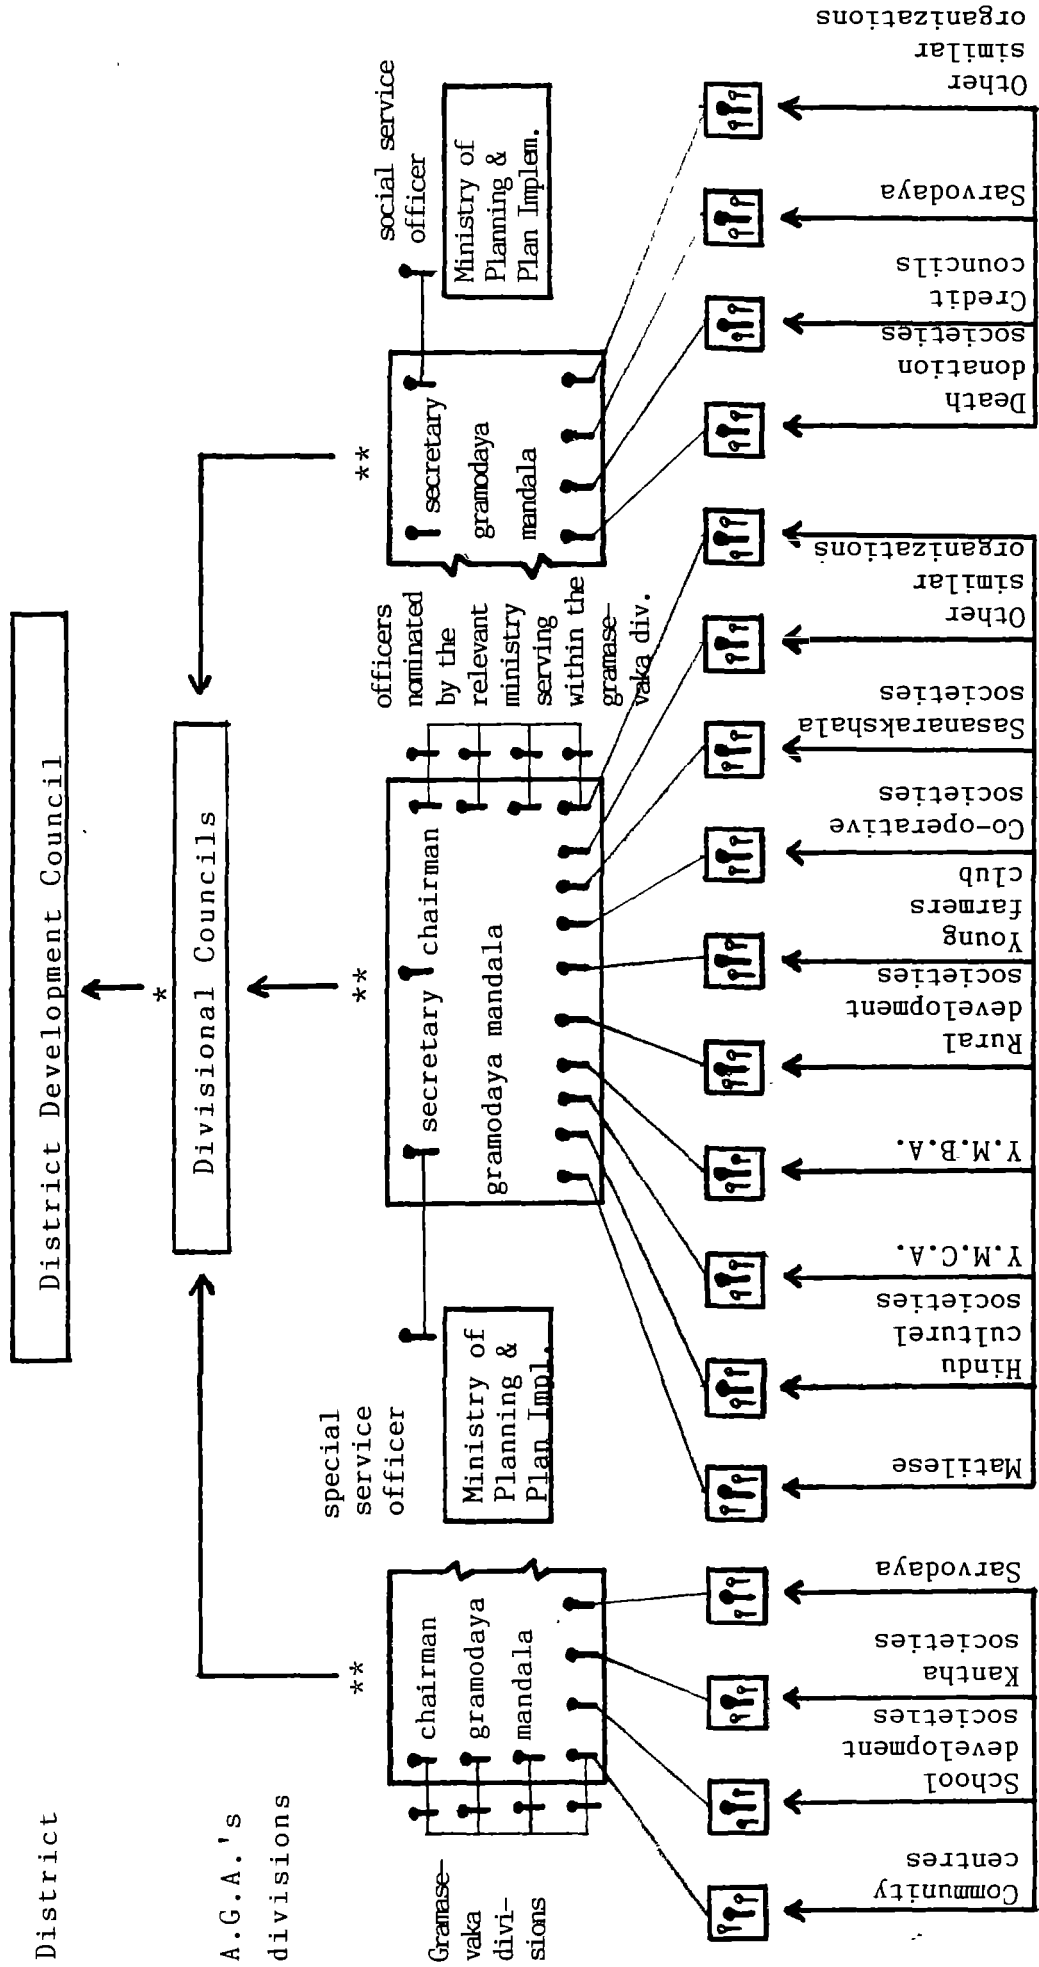 District
District Development Council
*
A.G.A.'s
divisions
Divisional Councils
**
**
**
Gramase-
vaka
divi-
sions
chairman
gramodaya
mandala
special
service
officer
Ministry of
Planning &
Plan Impl.
secretary chairman
gramodaya mandala
officers
nominated
by the
relevant
ministry
serving
within the
gramase-
vaka div.
secretary
gramodaya
mandala
social service
officer
Ministry of
Planning &
Plan Implem.
Community
centres
School
development
societies
Kantha
societies
Sarvodaya
Matilese
Hindu
culturel
societies
Y.M.C.A.
Y.M.B.A.
Rural
development
societies
Young
farmers
club
Co-operative
societies
Sasanarakshala
societies
Other
similar
organizations
Death
donation
societies
Credit
councils
Sarvodaya
Other
similar
organizations